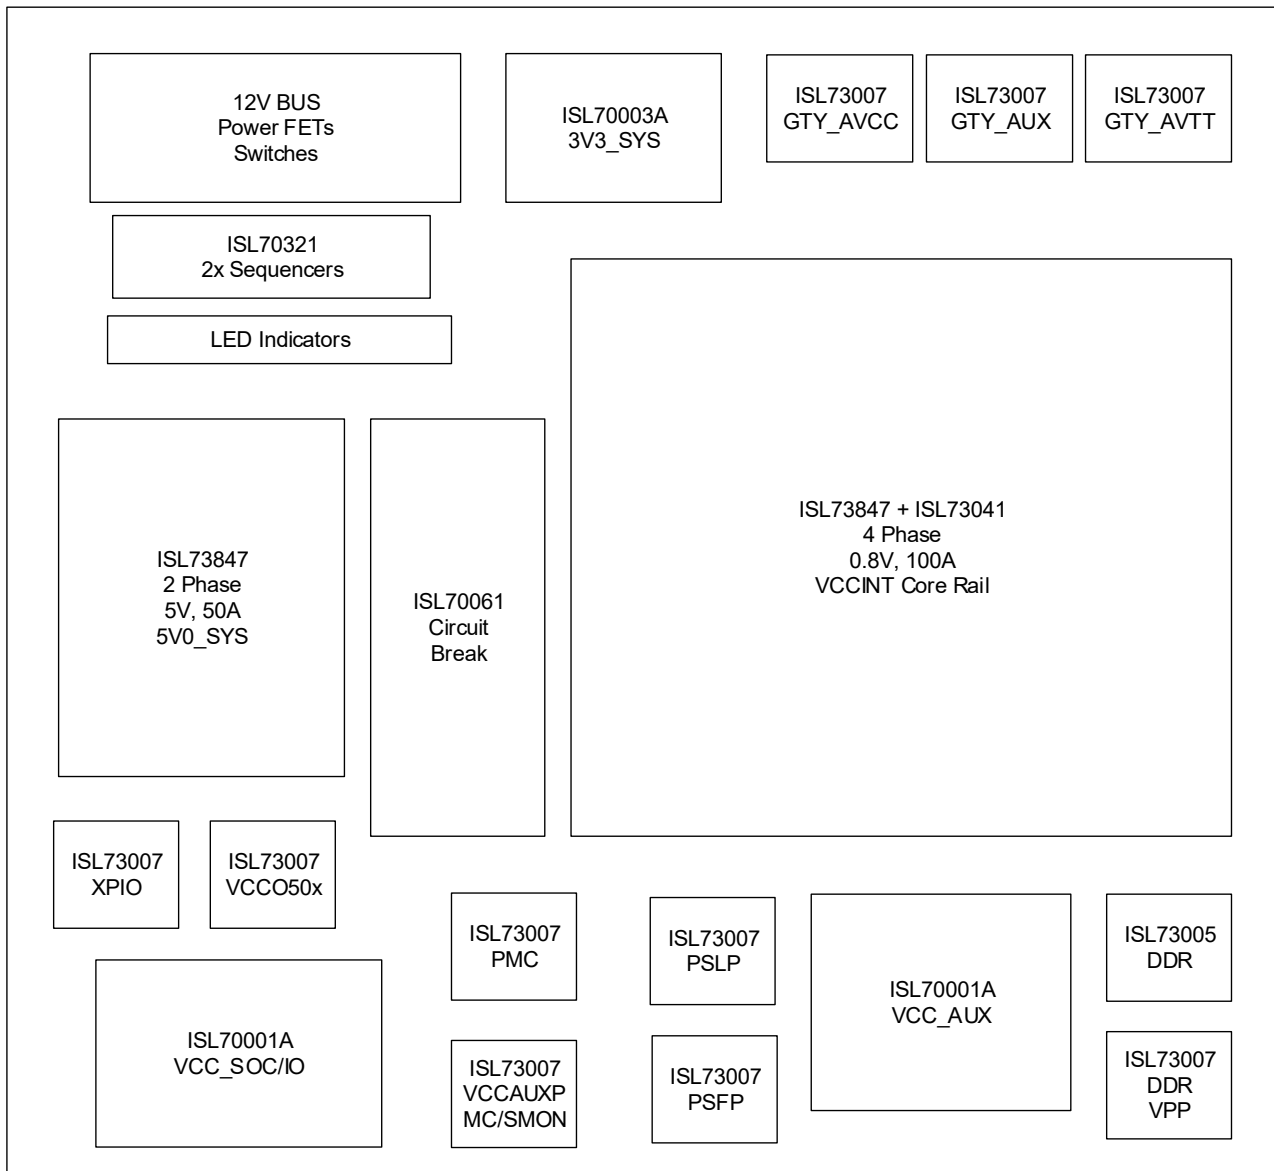 12V BUS
Power FETs
Switches
ISL70003A
3V3_SYS
ISL73007
GTY_AVCC
ISL73007
GTY_AUX
ISL73007
GTY_AVTT
ISL70321
2x Sequencers
LED Indicators
ISL73847
2 Phase
5V, 50A
5V0_SYS
ISL70061
Circuit
Break
ISL73847 + ISL73041
4 Phase
0.8V, 100A
VCCINT Core Rail
ISL73007
XPIO
ISL73007
VCCO50x
ISL73007
PMC
ISL73007
PSLP
ISL70001A
VCC_AUX
ISL73005
DDR
ISL70001A
VCC_SOC/IO
ISL73007
VCCAUXP
MC/SMON
ISL73007
PSFP
ISL73007
DDR
VPP